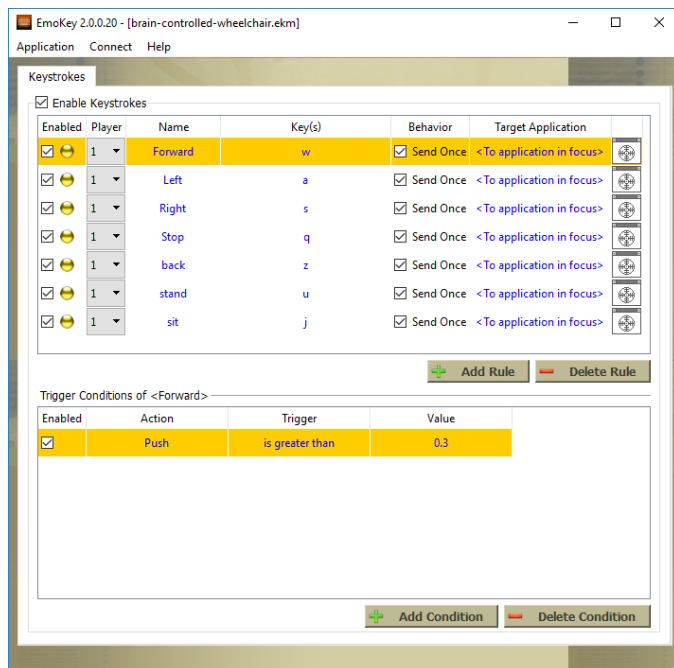 EmoKey 2.0.0.20 - [brain-controlled-wheelchair.ekm]
Application Connect Help
Keystrokes
Enable Keystrokes
Enabled Player Name Key(s) Behavior Target Application
1 Forward w Send Once <To application in focus>
1 Left a Send Once <To application in focus>
1 Right s Send Once <To application in focus>
1 Stop q Send Once <To application in focus>
1 back z Send Once <To application in focus>
1 stand u Send Once <To application in focus>
1 sit j Send Once <To application in focus>
Add Rule Delete Rule
Trigger Conditions of <Forward>
Enabled Action Trigger Value
Push is greater than 0.3
Add Condition Delete Condition